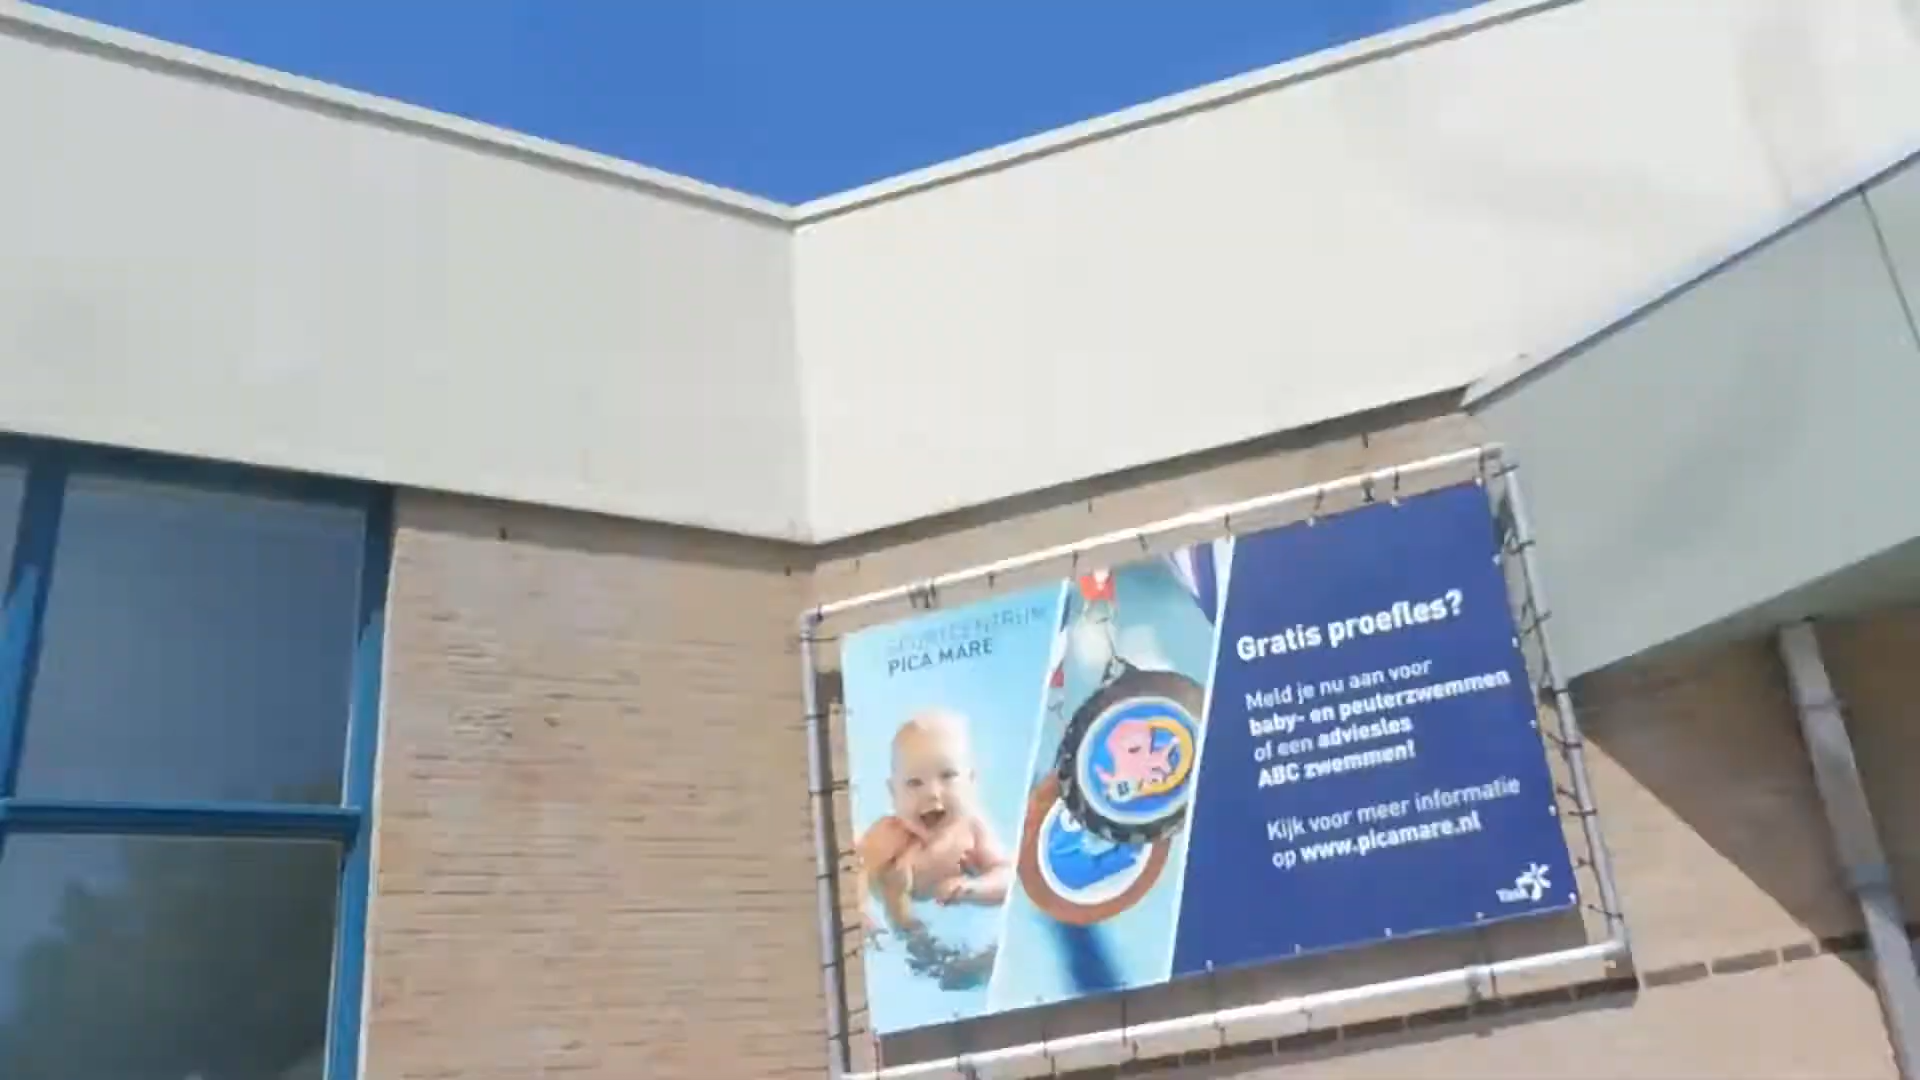 SPORTCENTRUM
PICA MARE
B
Gratis proefles?
Meld je nu aan voor
baby- en peuterzwemmen
of een adviesles
ABC zwemmen!
Kijk voor meer informatie
op www.picamare.nl